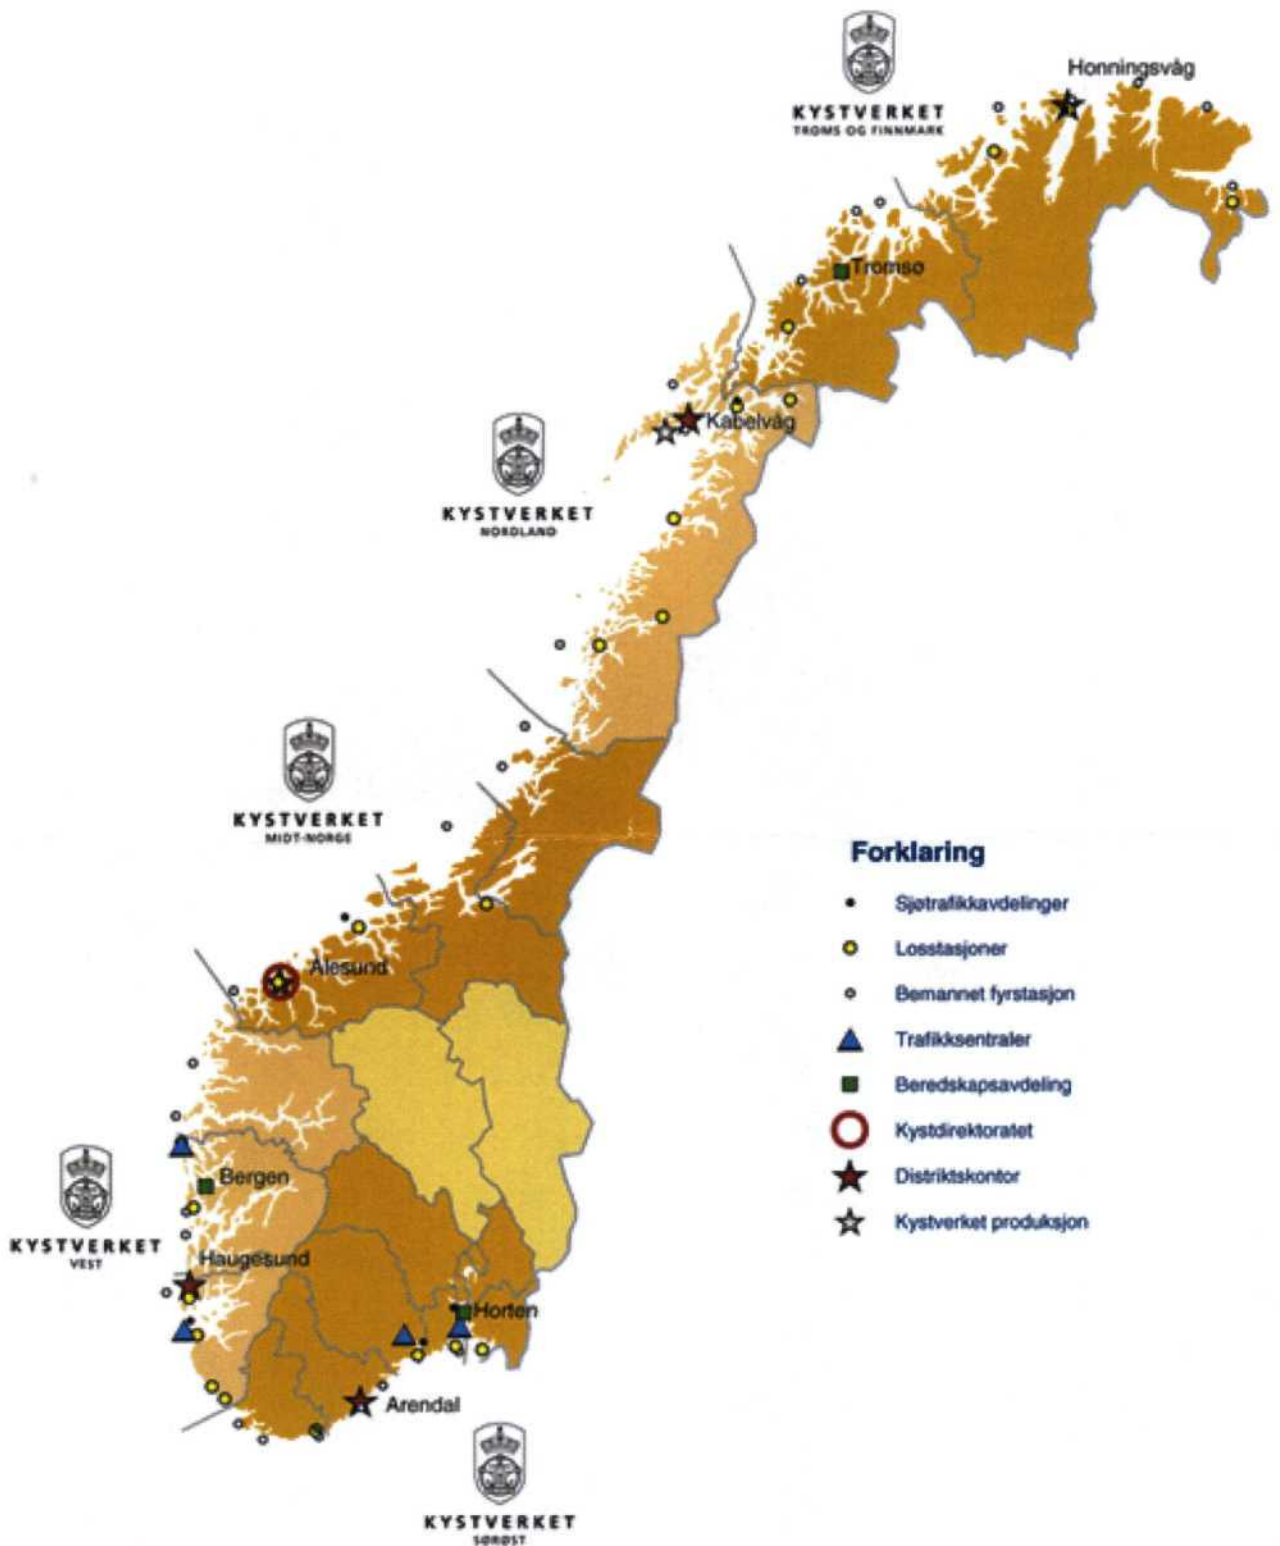 KYSTVERKET
TROMS OG FINNMARK
Honningsvåg
Tromsø
Kabelvåg
KYSTVERKET
NORDLAND
KYSTVERKET
MIDT-NORGE
Ålesund
Bergen
KYSTVERKET
VEST
Haugesund
Horten
Arendal
KYSTVERKET
SØRØST
Forklaring
Sjøtrafikkavdelinger
Losstasjoner
Bemannet fyrstasjon
Trafikksentraler
Beredskapsavdeling
Kystdirektoratet
Distriktskontor
Kystverket produksjon